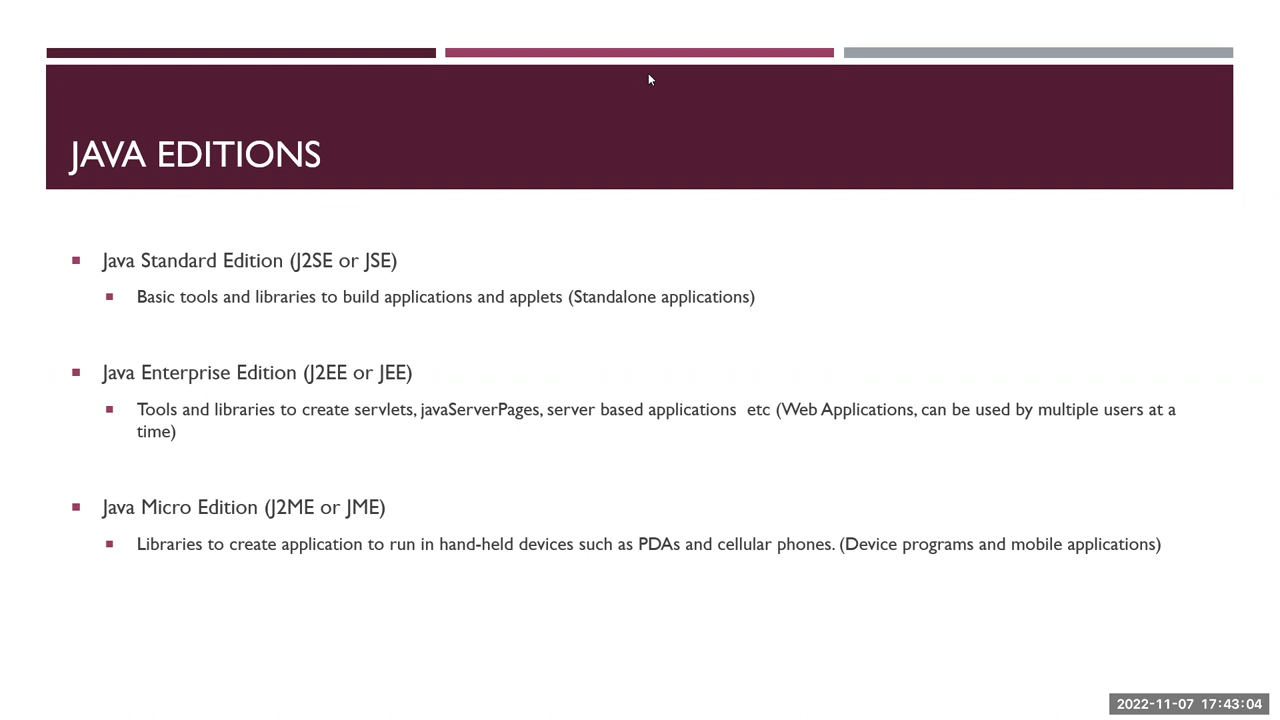 JAVA EDITIONS
Java Standard Edition (J2SE or JSE)
Basic tools and libraries to build applications and applets (Standalone applications)
Java Enterprise Edition (J2EE or JEE)
Tools and libraries to create servlets, javaServerPages, server based applications  etc (Web Applications, can be used by multiple users at a
time)
Java Micro Edition (J2ME or JME)
Libraries to create application to run in hand-held devices such as PDAs and cellular phones. (Device programs and mobile applications)
2022-11-07 17:43:04